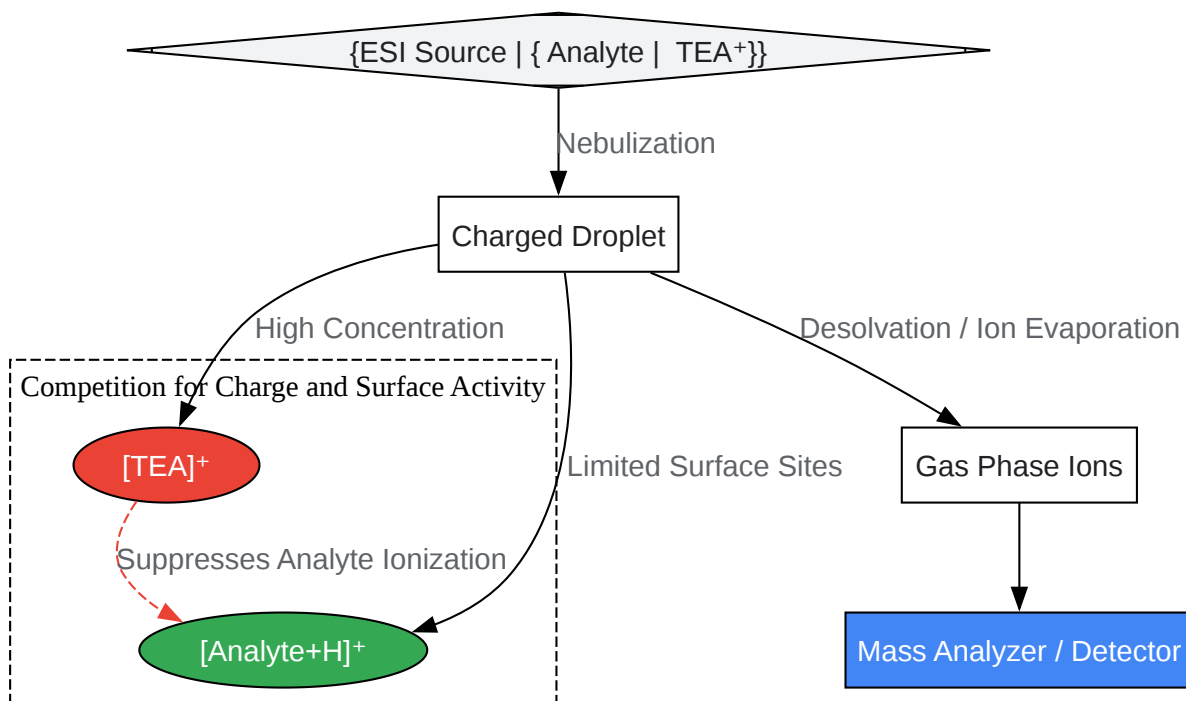 {ESI Source | { Analyte |  TEA⁺}}
Nebulization
Charged Droplet
High Concentration
Desolvation / Ion Evaporation
Competition for Charge and Surface Activity
[TEA]⁺
Limited Surface Sites
Gas Phase Ions
Suppresses Analyte Ionization
[Analyte+H]⁺
Mass Analyzer / Detector